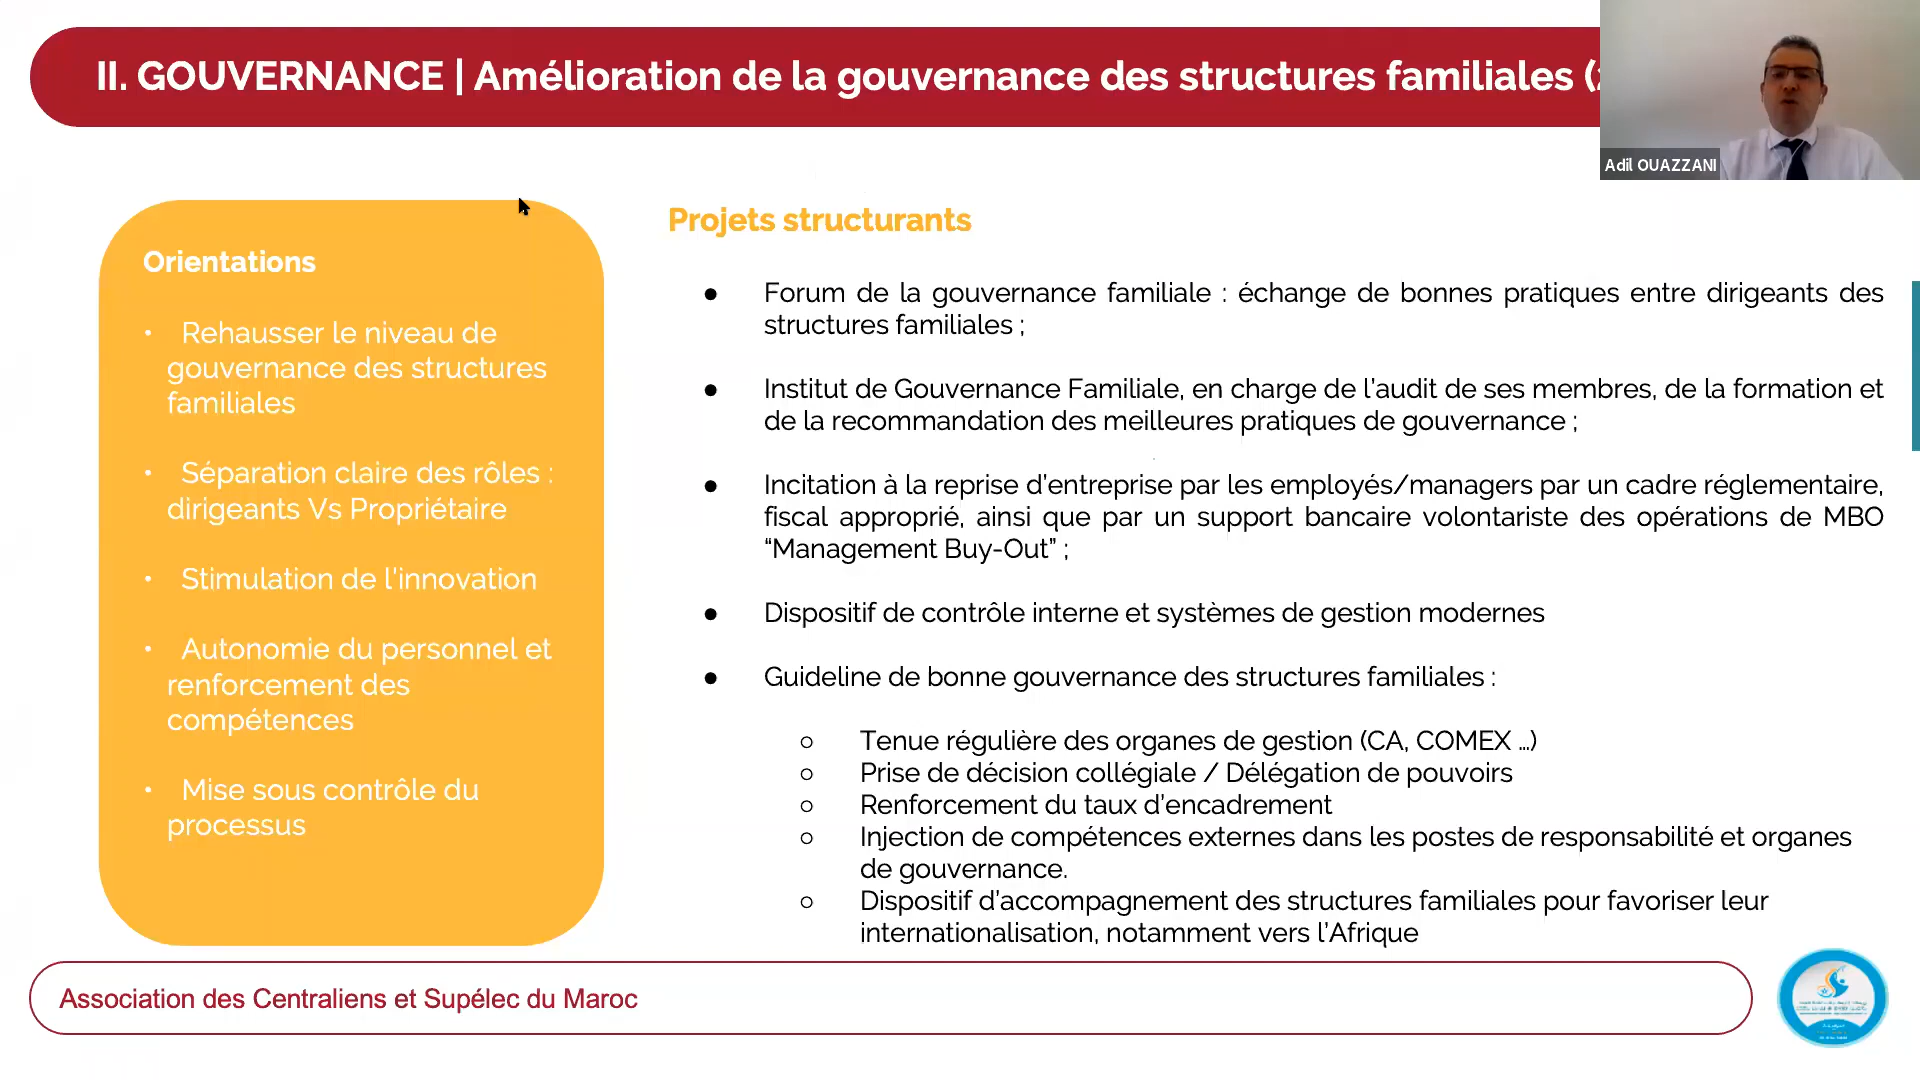 II. GOUVERNANCE | Amélioration de la gouvernance des structures familiales (
Adil OUAZZANI
Orientations
• Rehausser le niveau de
gouvernance des structures
familiales
• Séparation claire des rôles :
dirigeants Vs Propriétaire
• Stimulation de l'innovation
• Autonomie du personnel et
renforcement des
compétences
• Mise sous contrôle du
processus
Projets structurants
● Forum de la gouvernance familiale : échange de bonnes pratiques entre dirigeants des
structures familiales ;
● Institut de Gouvernance Familiale, en charge de l'audit de ses membres, de la formation et
de la recommandation des meilleures pratiques de gouvernance ;
● Incitation à la reprise d'entreprise par les employés/managers par un cadre réglementaire,
fiscal approprié, ainsi que par un support bancaire volontariste des opérations de MBO
“Management Buy-Out” ;
● Dispositif de contrôle interne et systèmes de gestion modernes
● Guideline de bonne gouvernance des structures familiales :
○ Tenue régulière des organes de gestion (CA, COMEX ...)
○ Prise de décision collégiale / Délégation de pouvoirs
○ Renforcement du taux d'encadrement
○ Injection de compétences externes dans les postes de responsabilité et organes
de gouvernance.
○ Dispositif d'accompagnement des structures familiales pour favoriser leur
internationalisation, notamment vers l'Afrique
Association des Centraliens et Supélec du Maroc